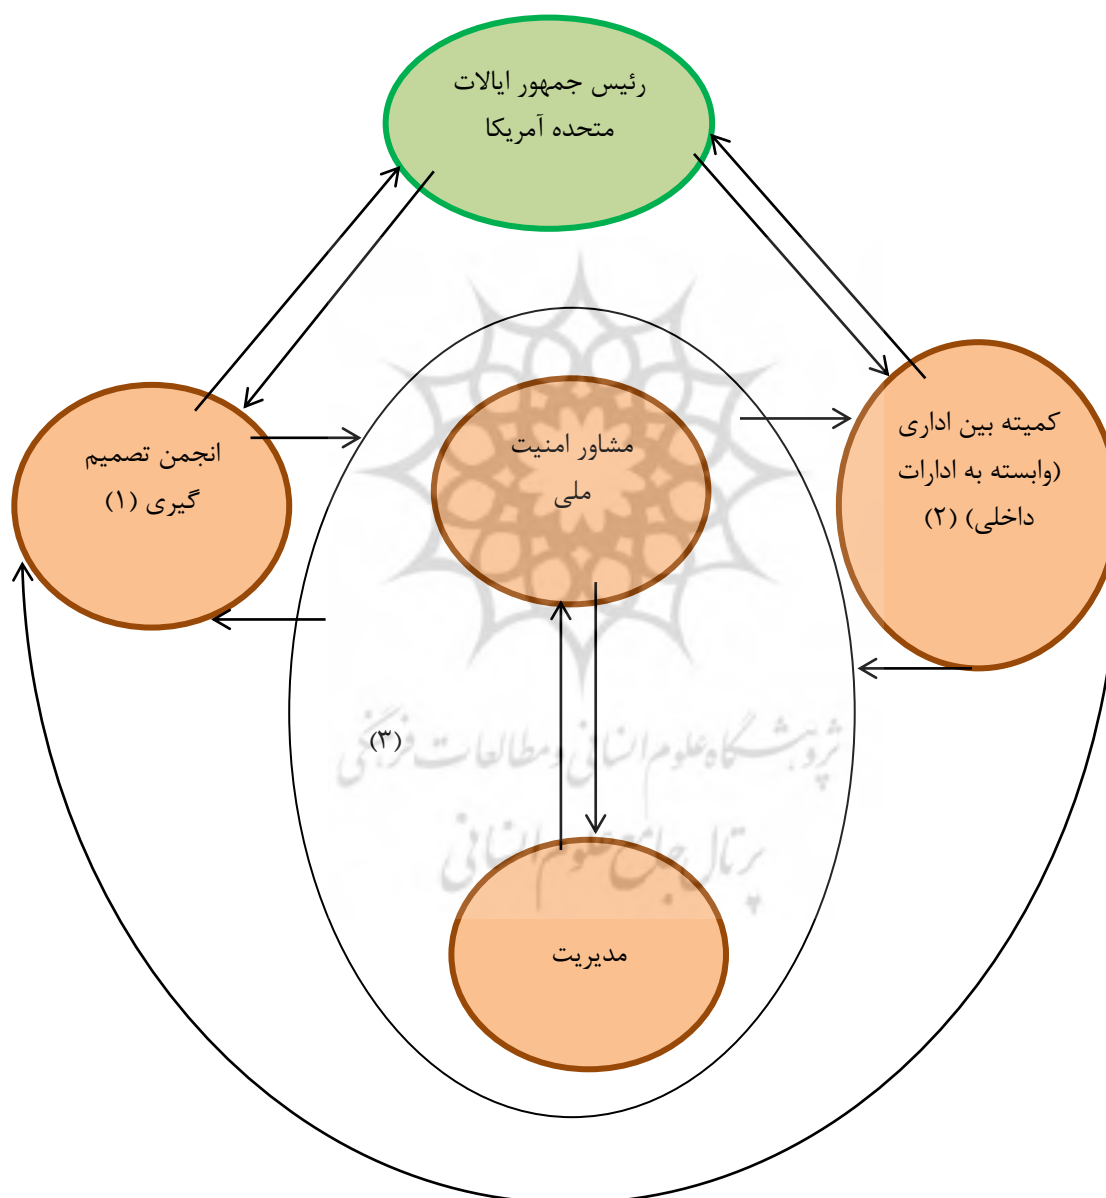 رئیس جمهور ایالات
متحده آمریکا
کمیته بین اداری
(وابسته به ادارات
داخلی) (۲)
مشاور امنیت
ملی
انجمن تصمیم
گیری (۱)
(۳)
پژوهشگاه علوم انسانی و مطالعات فرهنگی
پرتال جامع علوم انسانی
مدیریت